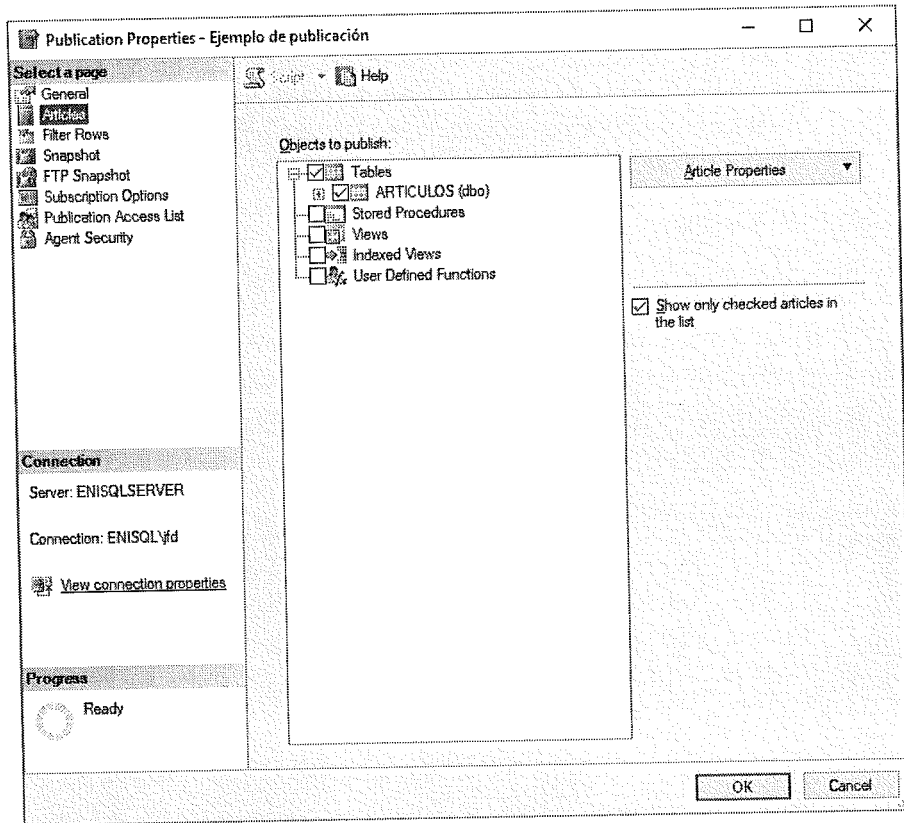 Publication Properties - Ejemplo de publicación
Select a page
General
Articles
Filter Rows
Snapshot
FTP Snapshot
Subscription Options
Publication Access List
Agent Security
Script
Help
Objects to publish:
Tables
ARTICULOS (dbo)
Stored Procedures
Views
Indexed Views
User Defined Functions
Article Properties
Show only checked articles in
the list
Connection
Server: ENISQLSERVER
Connection: ENISQL\jfd
View connection properties
Progress
Ready
OK
Cancel